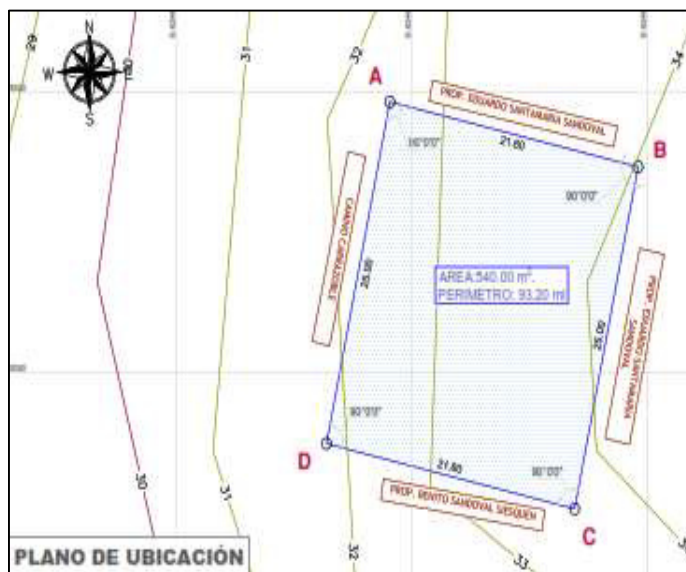 N
W
E
S
29
30
31
32
34
A
PROP. EDUARDO SANTAMARIA SANDOVAL
21.60
B
90°0'0"
90°0'0"
CAMINO CARROZABLE
25.00
AREA:540.00 m².
PERIMETRO: 93.20 ml
25.00
PROP. EDUARDO SANTAMARIA
SANDOVAL
90°0'0"
D
21.60
90°0'0"
PROP. BENITO SANDOVAL
C
30
31
32
33
PLANO DE UBICACIÓN